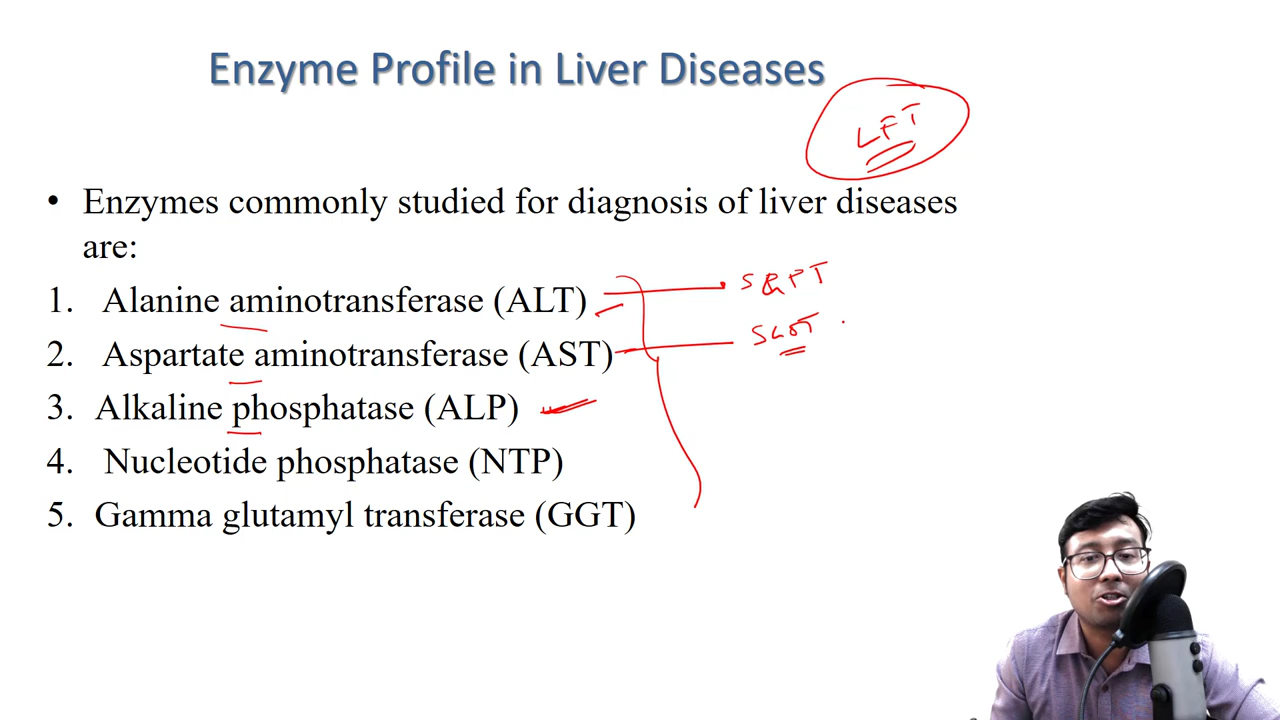 Enzyme Profile in Liver Diseases
LFT
• Enzymes commonly studied for diagnosis of liver diseases
are:
1. Alanine aminotransferase (ALT)
SGPT
2. Aspartate aminotransferase (AST)
SGOT
3. Alkaline phosphatase (ALP)
4. Nucleotide phosphatase (NTP)
5. Gamma glutamyl transferase (GGT)